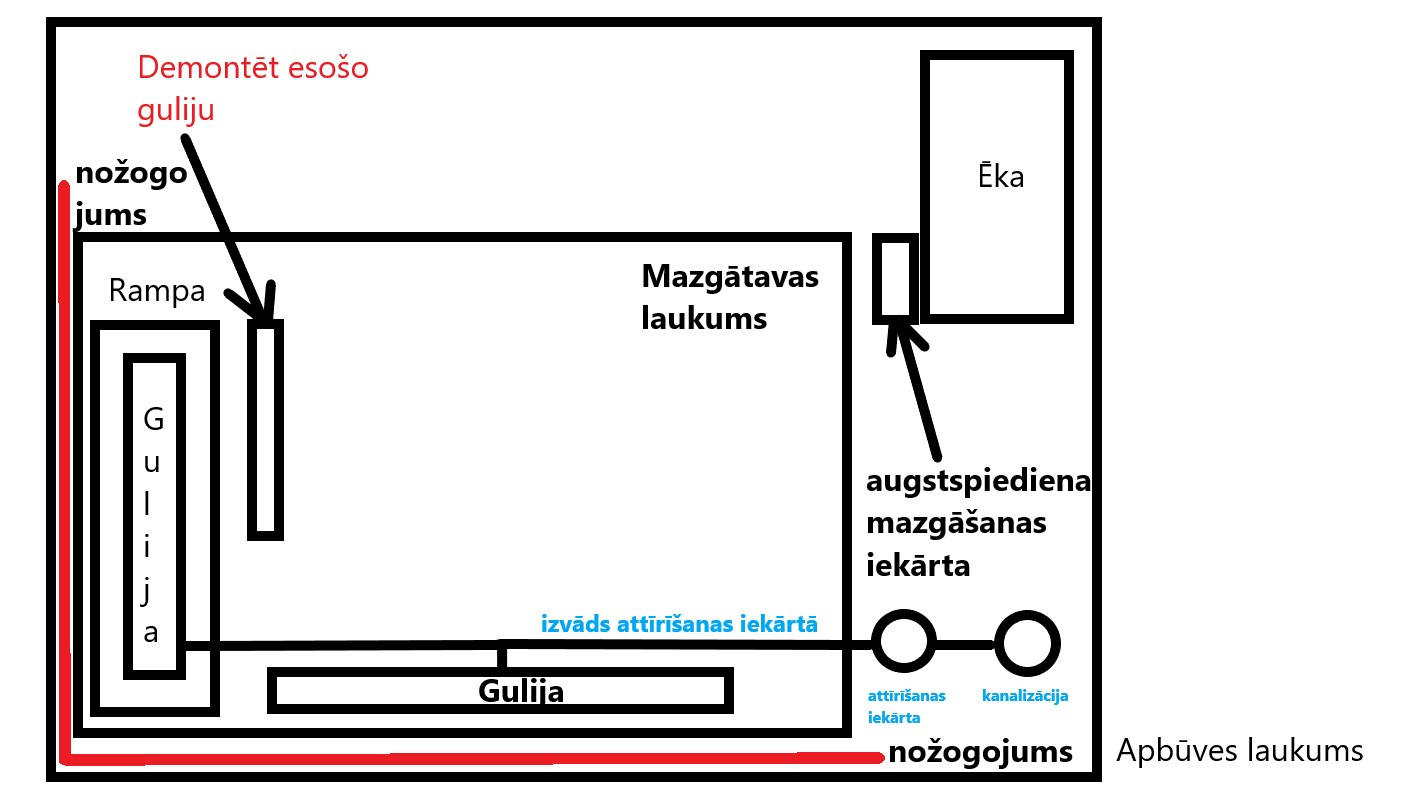 Demontēt esošo
guliju
nožogo
jums
Ēka
Rampa
Mazgātavas
laukums
G
u
l
i
j
a
augstspiediena
mazgāšanas
iekārta
izvāds attīrīšanas iekārtā
Gulija
attīrīšanas
iekārta
kanalizācija
nožogojums
Apbūves laukums